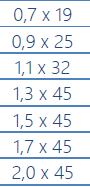 0,7 x 19
0,9 x 25
1,1 x 32
1,3 x 45
1,5 x 45
1,7 x 45
2,0 x 45